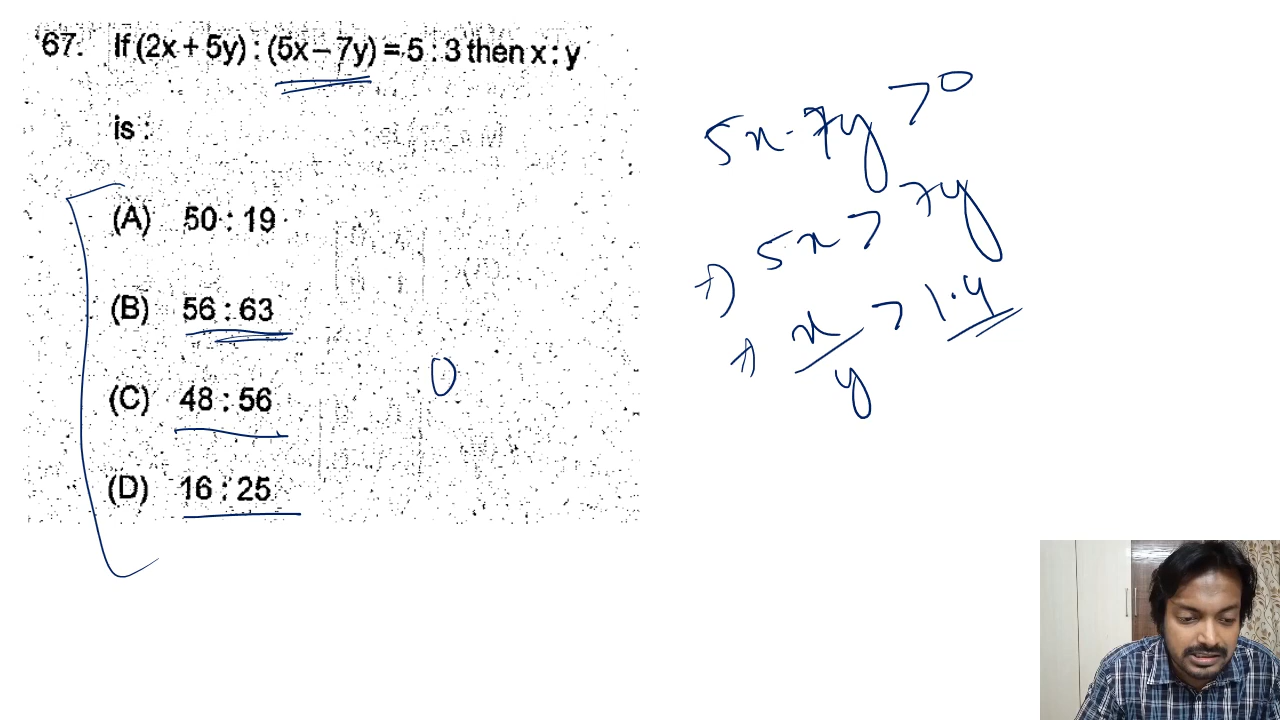 67. If (2x + 5y) : (5x – 7y) = 5 : 3 then x : y
is :
(A) 50 : 19
(B) 56 : 63
(C) 48 : 56
(D) 16 : 25
0
5x - 7y > 0
⇒) 5x > 7y
⇒) x/y > 1.4